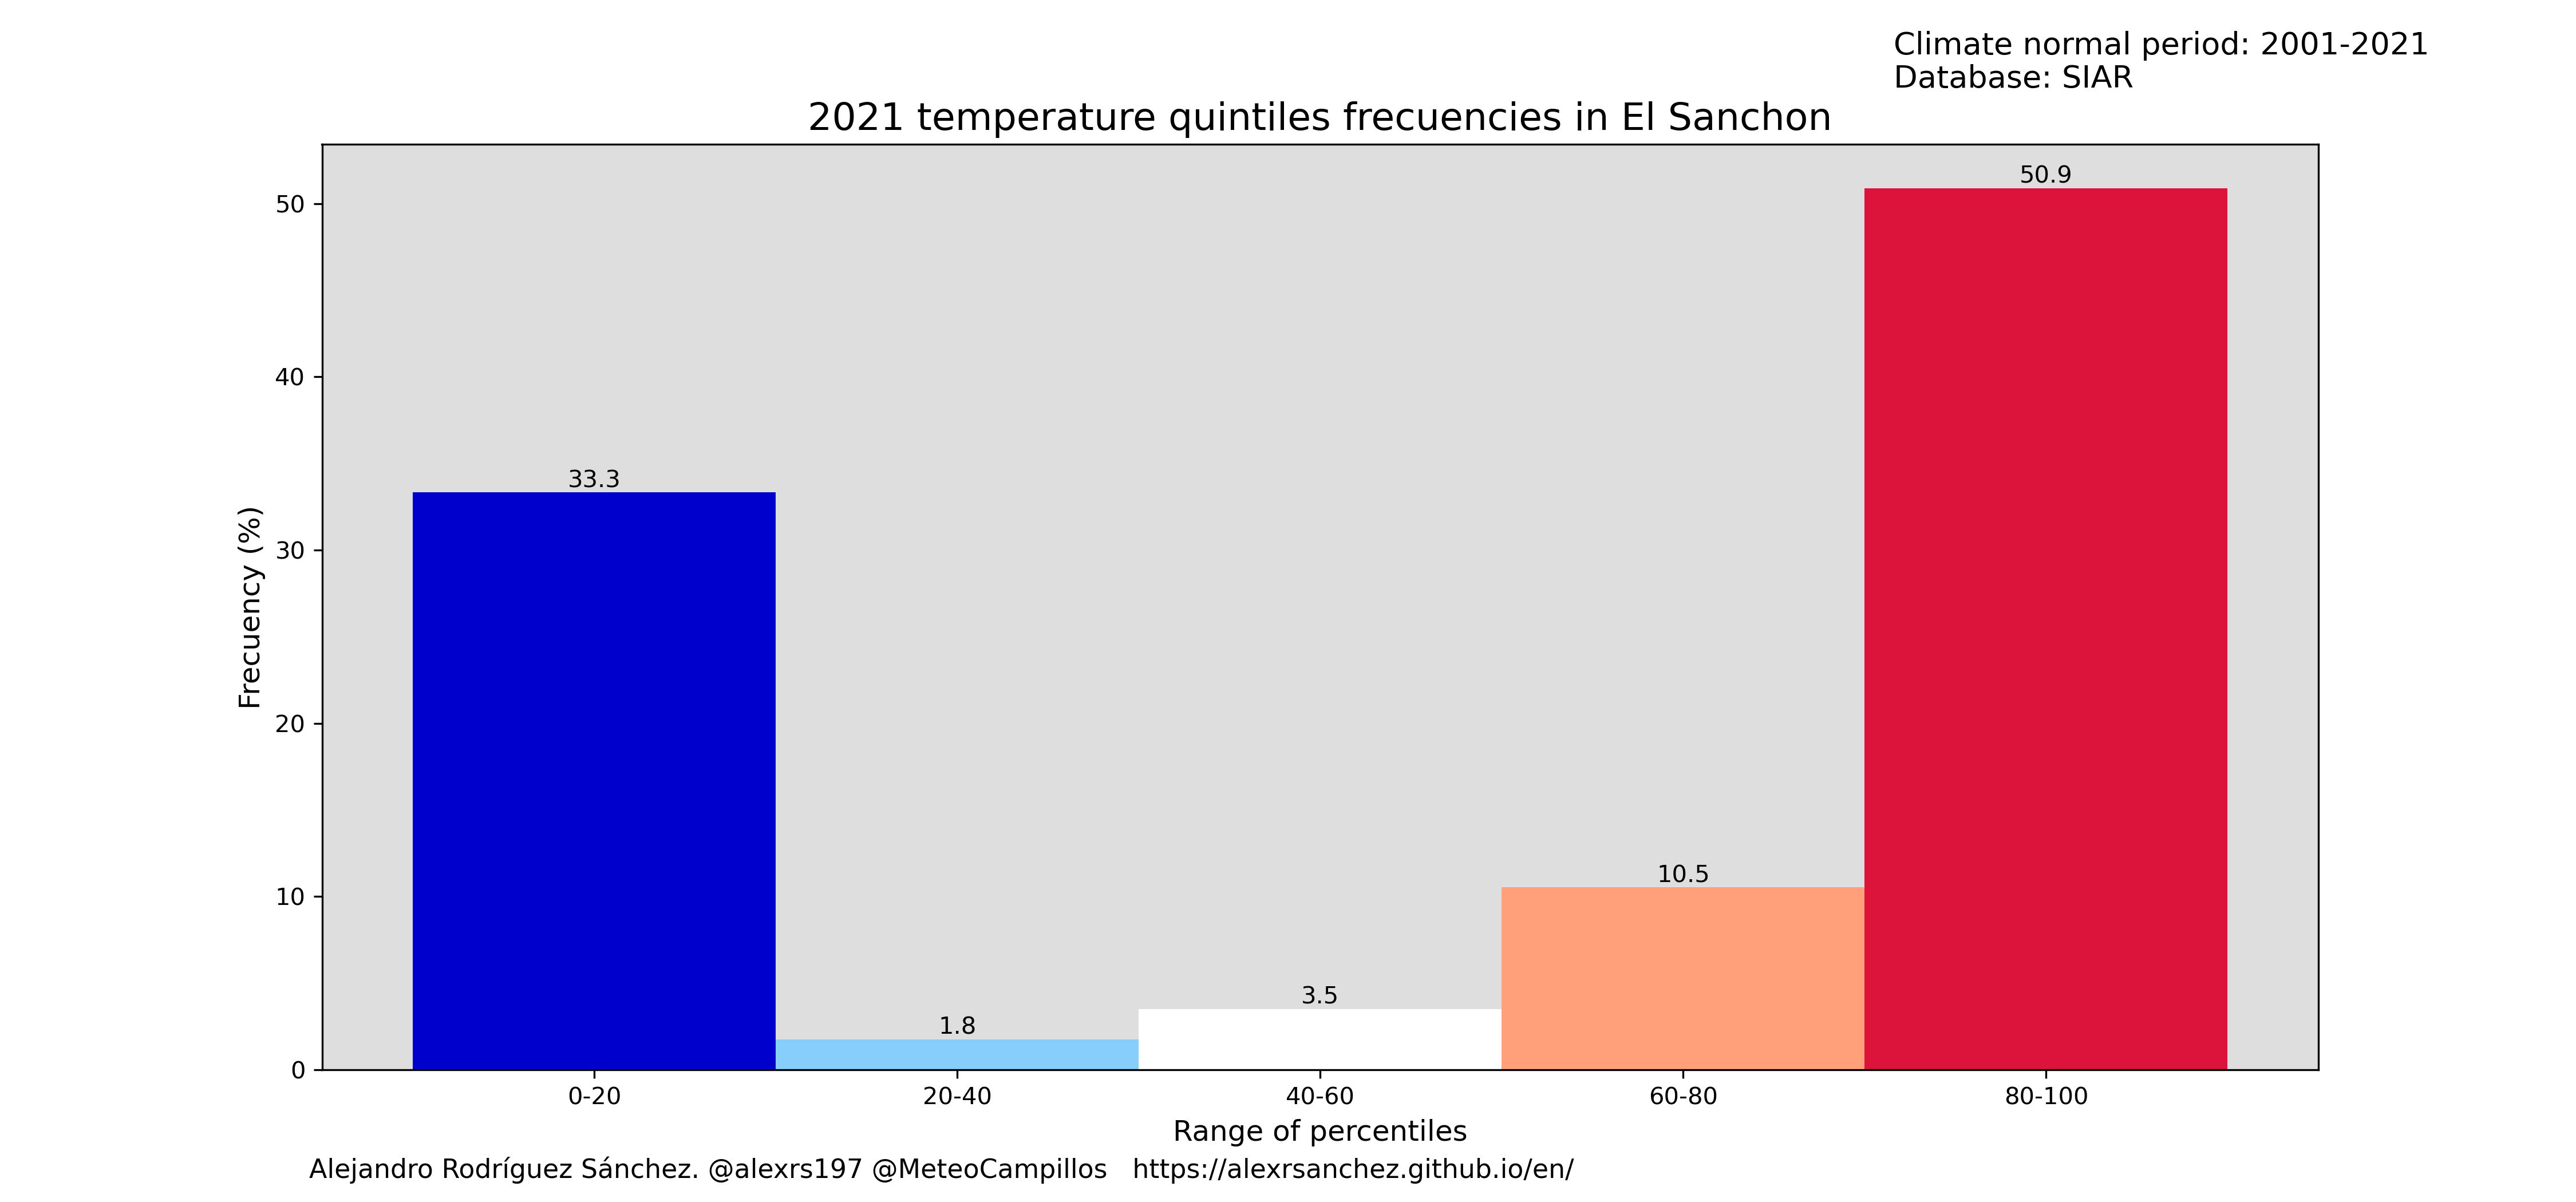 Climate normal period: 2001-2021
Database: SIAR
2021 temperature quintiles frecuencies in El Sanchon
50.9
50
40
33.3
Frecuency (%)
30
20
10.5
10
3.5
1.8
0
0-20 20-40 40-60 60-80 80-100
Range of percentiles
Alejandro Rodríguez Sánchez. @alexrs197 @MeteoCampillos https://alexrsanchez.github.io/en/